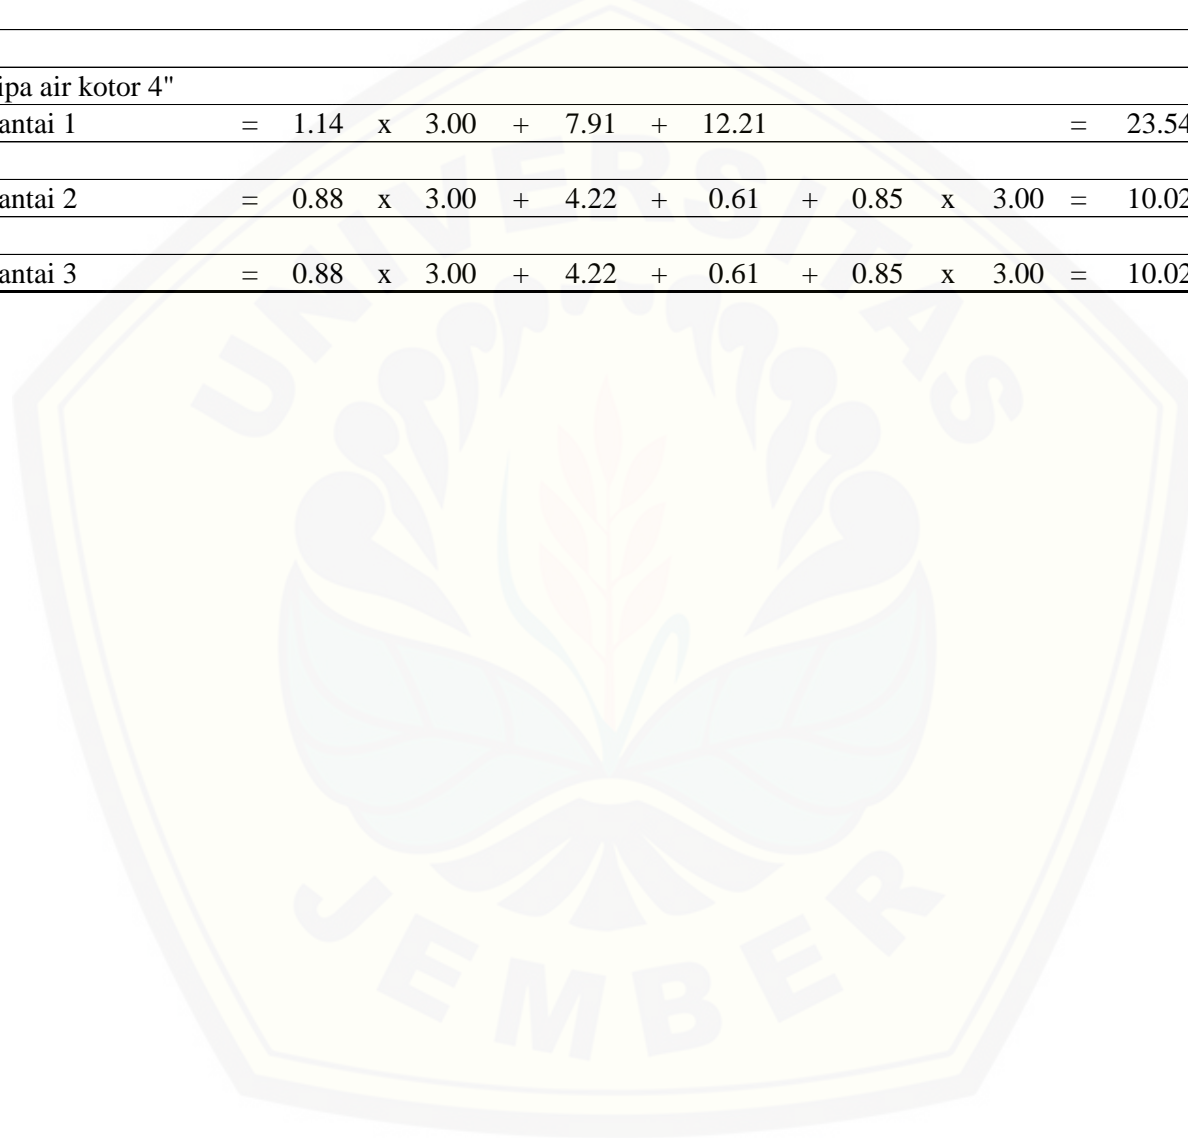 UNIVERSITAS
ipa air kotor 4"
antai 1 = 1.14 x 3.00 + 7.91 + 12.21 = 23.54
antai 2 = 0.88 x 3.00 + 4.22 + 0.61 + 0.85 x 3.00 = 10.02
antai 3 = 0.88 x 3.00 + 4.22 + 0.61 + 0.85 x 3.00 = 10.02
JEMBER